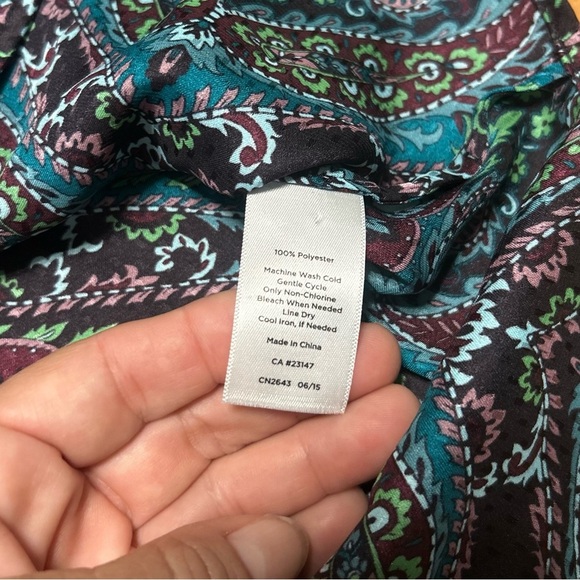 100% Polyester
Machine Wash Cold
Gentle Cycle
Only Non-Chlorine
Bleach When Needed
Line Dry
Cool Iron, If Needed
Made in China
CA #23147
CN2643 06/15